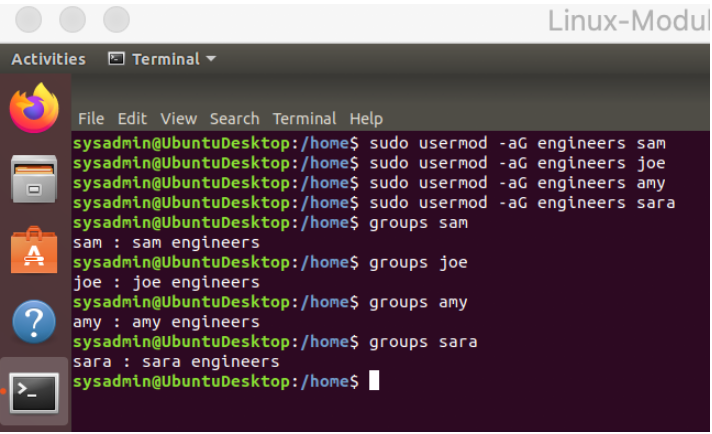 Linux-Modul
Activities Terminal
File Edit View Search Terminal Help
sysadmin@UbuntuDesktop:/home$ sudo usermod -aG engineers sam
sysadmin@UbuntuDesktop:/home$ sudo usermod -aG engineers joe
sysadmin@UbuntuDesktop:/home$ sudo usermod -aG engineers amy
sysadmin@UbuntuDesktop:/home$ sudo usermod -aG engineers sara
sysadmin@UbuntuDesktop:/home$ groups sam
sam : sam engineers
sysadmin@UbuntuDesktop:/home$ groups joe
joe : joe engineers
sysadmin@UbuntuDesktop:/home$ groups amy
amy : amy engineers
sysadmin@UbuntuDesktop:/home$ groups sara
sara : sara engineers
sysadmin@UbuntuDesktop:/home$